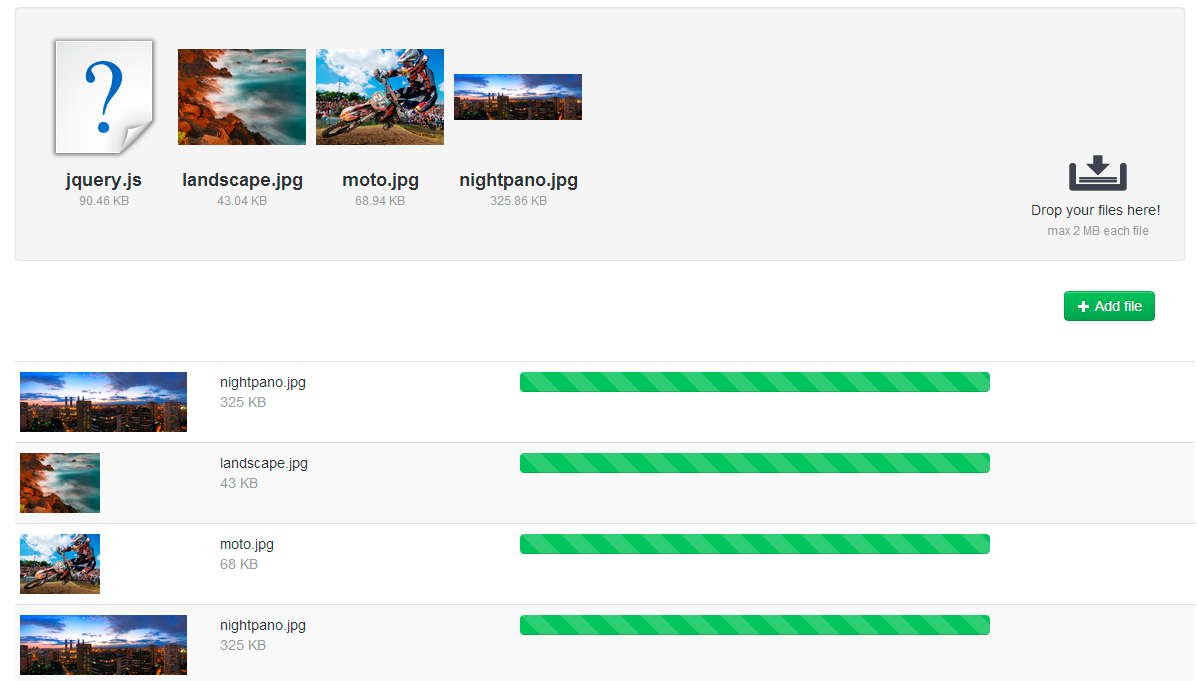 jquery.js
90.46 KB
landscape.jpg
43.04 KB
moto.jpg
68.94 KB
nightpano.jpg
325.86 KB
Drop your files here!
max 2 MB each file
Add file
nightpano.jpg
325 KB
landscape.jpg
43 KB
moto.jpg
68 KB
nightpano.jpg
325 KB